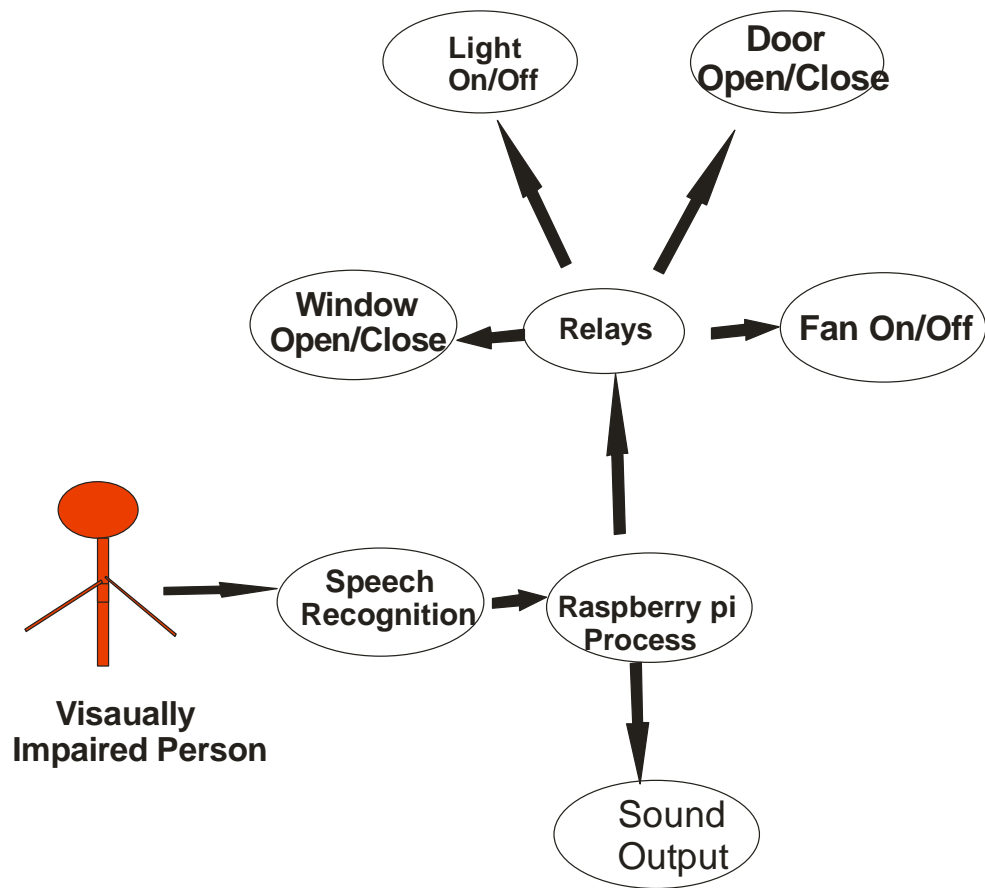 Light
On/Off
Door
Open/Close
Window
Open/Close
Relays
Fan On/Off
Speech
Recognition
Raspberry pi
Process
Visaually
Impaired Person
Sound
Output